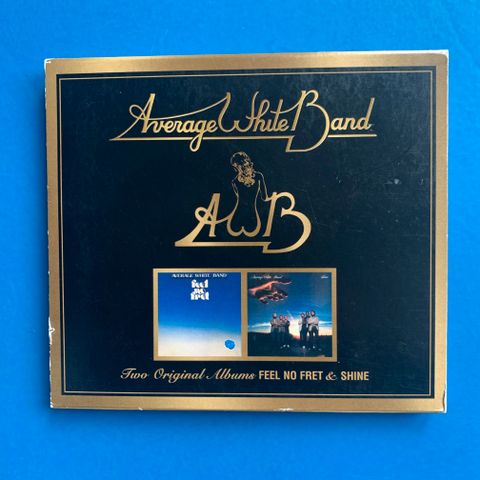 Average White Band
AWB
AVERAGE WHITE BAND
feel no fret
Average White Band Shine
Two Original Albums FEEL NO FRET & SHINE